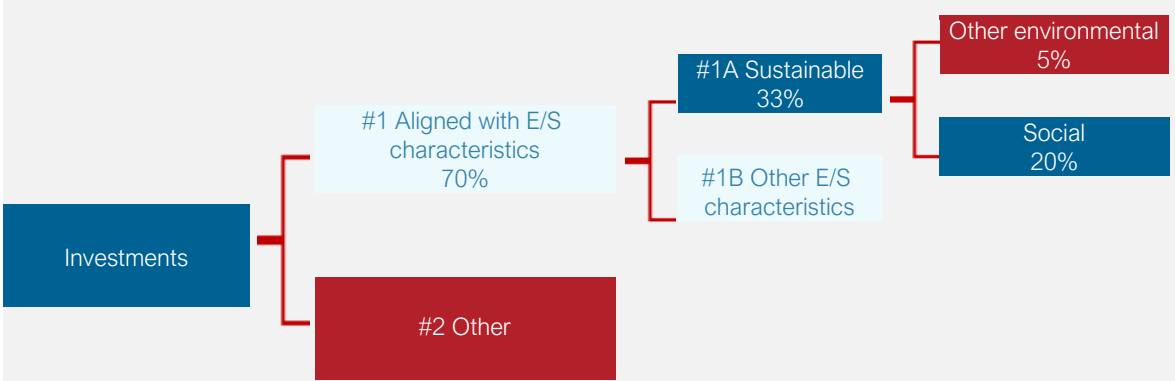 Other environmental
5%
#1A Sustainable
33%
#1 Aligned with E/S
characteristics
70%
Social
20%
#1B Other E/S
characteristics
Investments
#2 Other